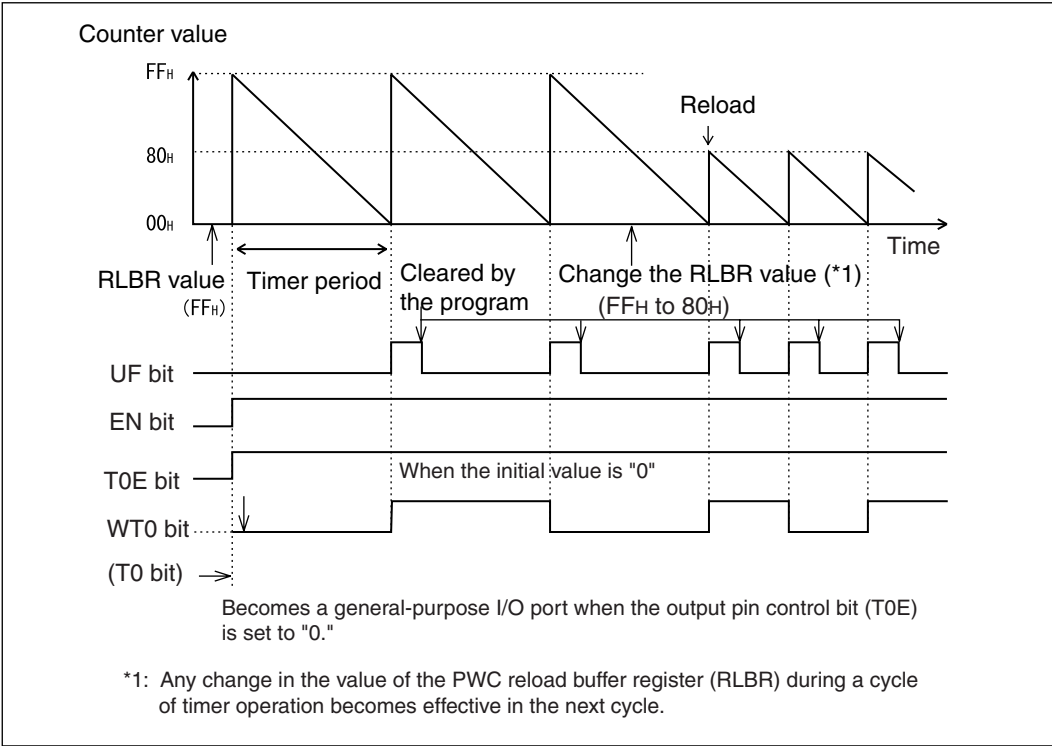 Counter value
FFH
Reload
80H
00H
Time
RLBR value
(FFH)
Timer period
Cleared by
the program
Change the RLBR value (*1)
(FFH to 80H)
UF bit
EN bit
T0E bit
When the initial value is "0"
WT0 bit
(T0 bit)
Becomes a general-purpose I/O port when the output pin control bit (T0E)
is set to "0."
*1: Any change in the value of the PWC reload buffer register (RLBR) during a cycle
of timer operation becomes effective in the next cycle.